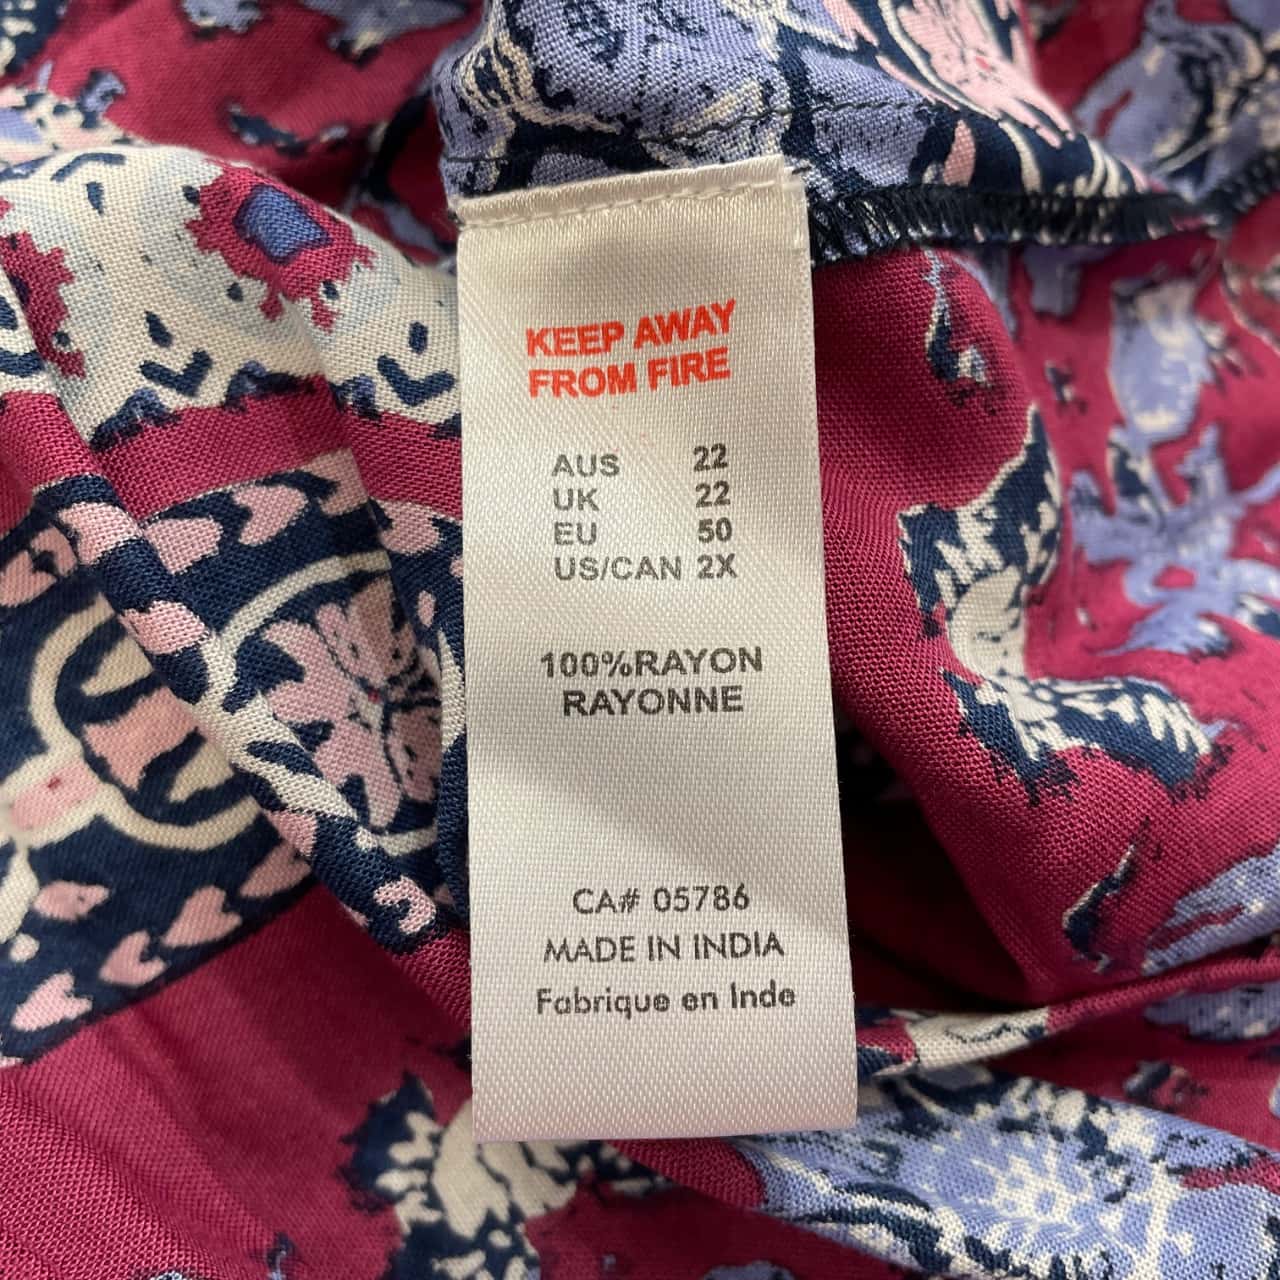 KEEP AWAY
FROM FIRE
AUS 22
UK 22
EU 50
US/CAN 2X
100%RAYON
RAYONNE
CA# 05786
MADE IN INDIA
Fabrique en Inde